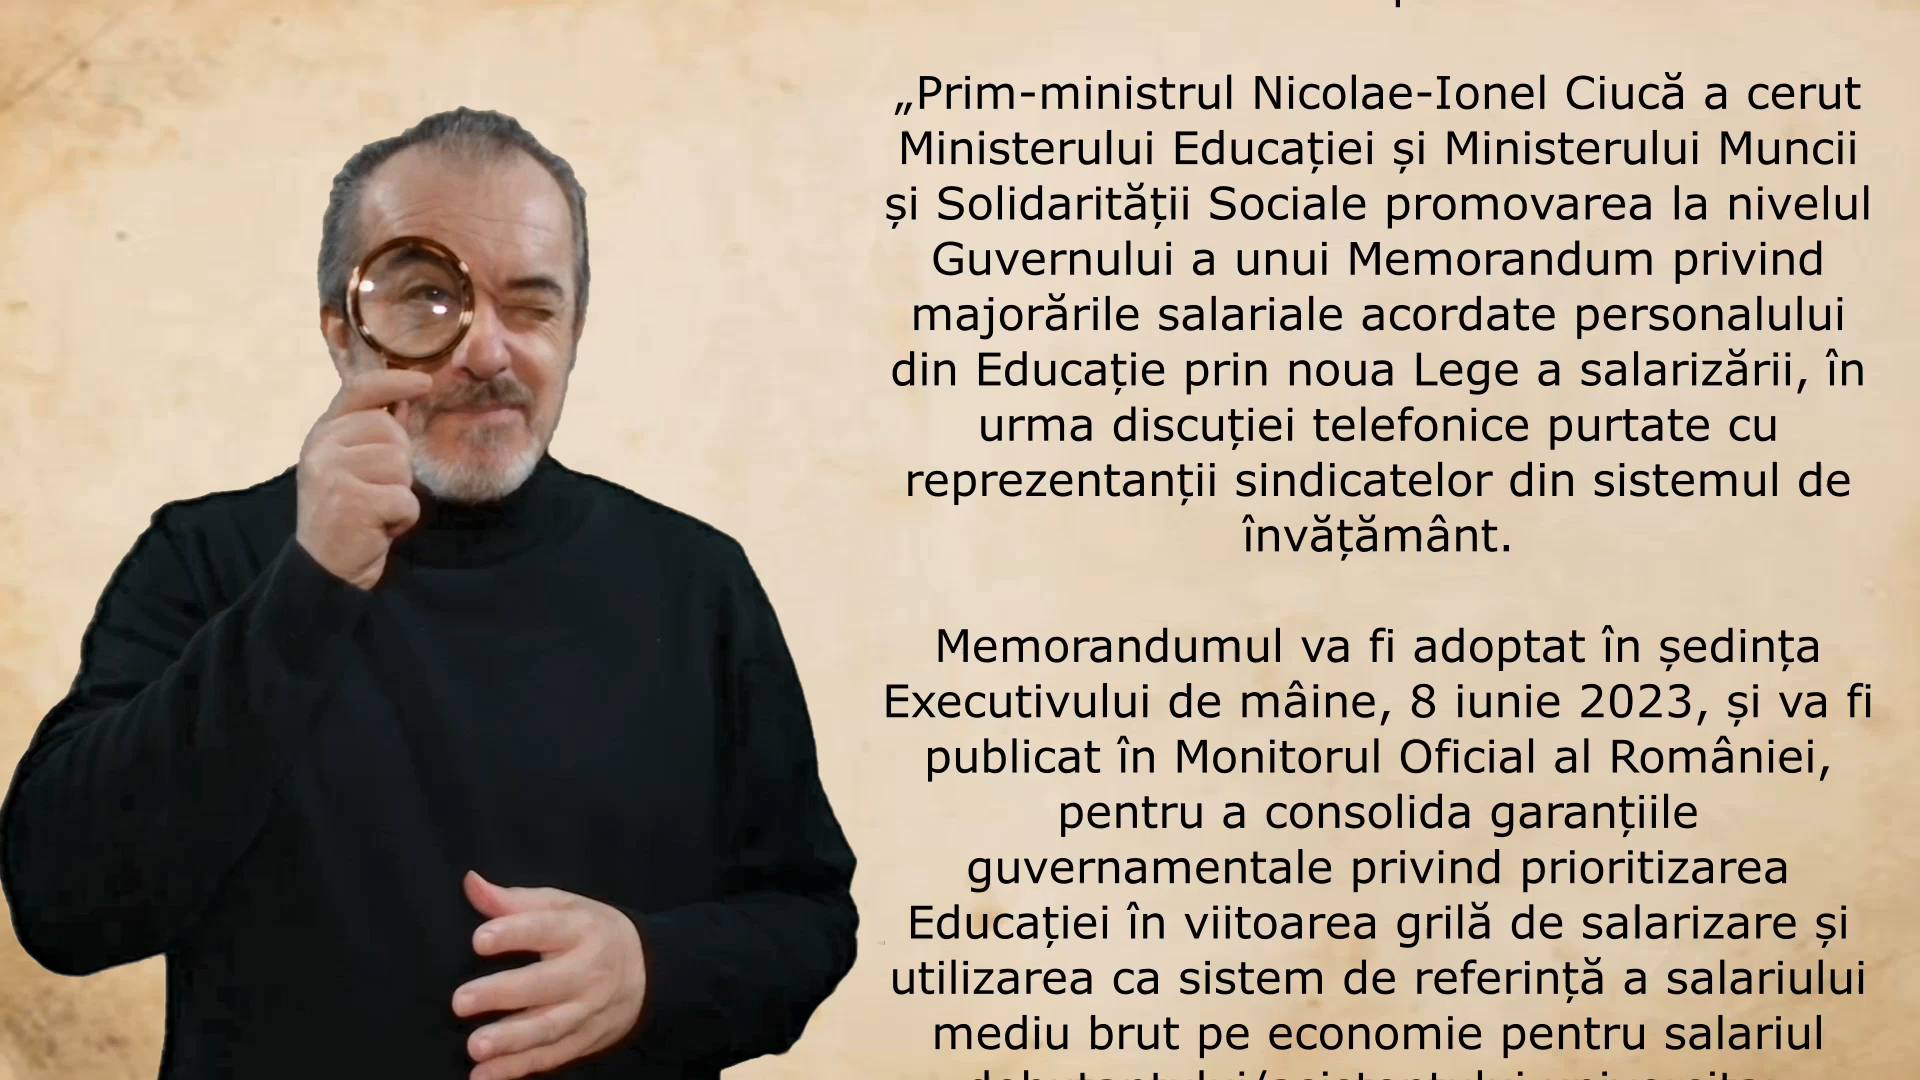 „Prim-ministrul Nicolae-Ionel Ciucă a cerut
Ministerului Educației și Ministerului Muncii
și Solidarității Sociale promovarea la nivelul
Guvernului a unui Memorandum privind
majorările salariale acordate personalului
din Educație prin noua Lege a salarizării, în
urma discuției telefonice purtate cu
reprezentanții sindicatelor din sistemul de
învățământ.
Memorandumul va fi adoptat în ședința
Executivului de mâine, 8 iunie 2023, și va fi
publicat în Monitorul Oficial al României,
pentru a consolida garanțiile
guvernamentale privind prioritizarea
Educației în viitoarea grilă de salarizare și
utilizarea ca sistem de referință a salariului
mediu brut pe economie pentru salariul